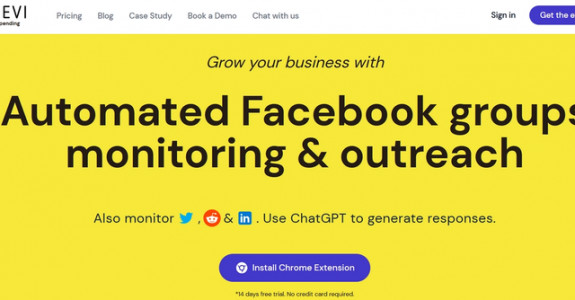 EVI
pending
Pricing Blog Case Study Book a Demo Chat with us Sign in Get the e
Grow your business with
Automated Facebook groups
monitoring & outreach
Also monitor , & in . Use ChatGPT to generate responses.
Install Chrome Extension
*14 days free trial. No credit card required.